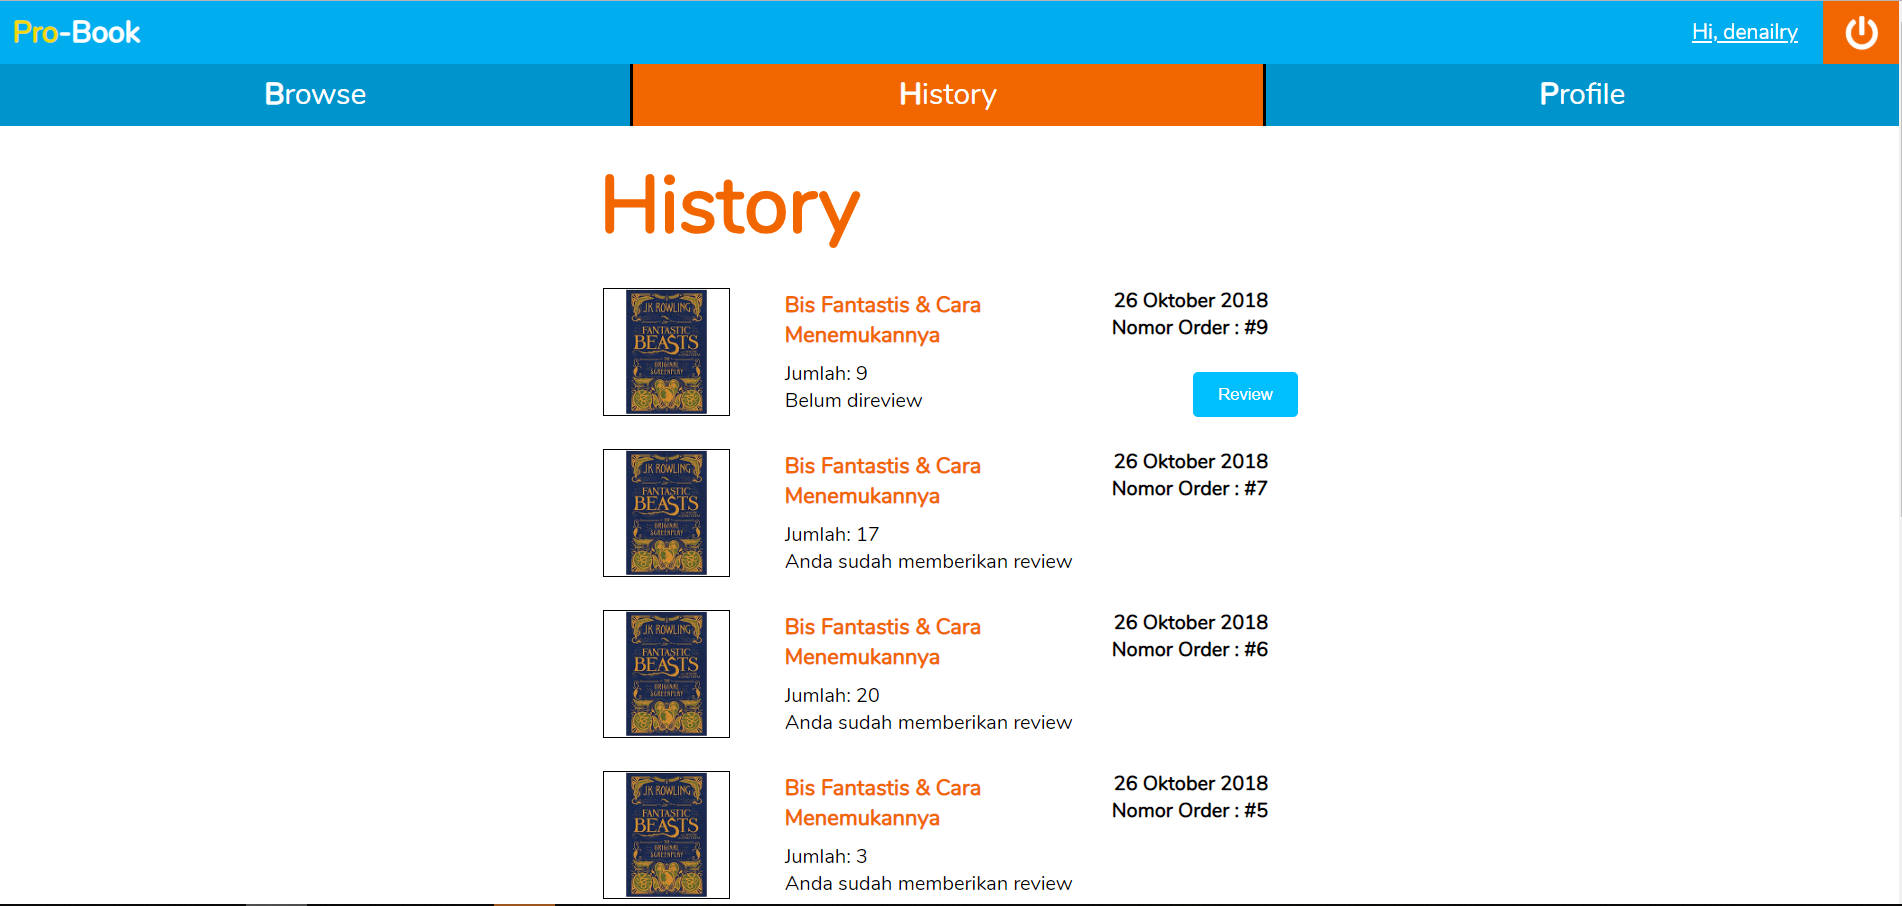 Pro-Book
Hi, denailry
Browse
History
Profile
History
JK ROWLING
FANTASTIC
BEASTS
THE
ORIGINAL
SCREENPLAY
Bis Fantastis & Cara
Menemukannya
Jumlah: 9
Belum direview
26 Oktober 2018
Nomor Order : #9
Review
JK ROWLING
FANTASTIC
BEASTS
THE
ORIGINAL
SCREENPLAY
Bis Fantastis & Cara
Menemukannya
Jumlah: 17
Anda sudah memberikan review
26 Oktober 2018
Nomor Order : #7
JK ROWLING
FANTASTIC
BEASTS
THE
ORIGINAL
SCREENPLAY
Bis Fantastis & Cara
Menemukannya
Jumlah: 20
Anda sudah memberikan review
26 Oktober 2018
Nomor Order : #6
JK ROWLING
FANTASTIC
BEASTS
THE
ORIGINAL
SCREENPLAY
Bis Fantastis & Cara
Menemukannya
Jumlah: 3
Anda sudah memberikan review
26 Oktober 2018
Nomor Order : #5